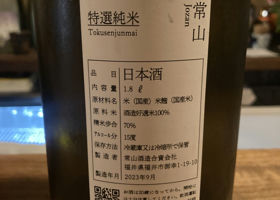 常山
Jozan
特選純米
Tokusenjunmai
品目 日本酒
内容量 1.8ℓ
原材料名 米(国産)米麹(国産米)
原料米 酒造好適米100%
精米歩合 70%
アルコール分 15度
保存方法 冷蔵庫又は冷暗所で保管
製造者 常山酒造合資会社
福井県福井市御幸1-19-10
製造年月 2023年9月